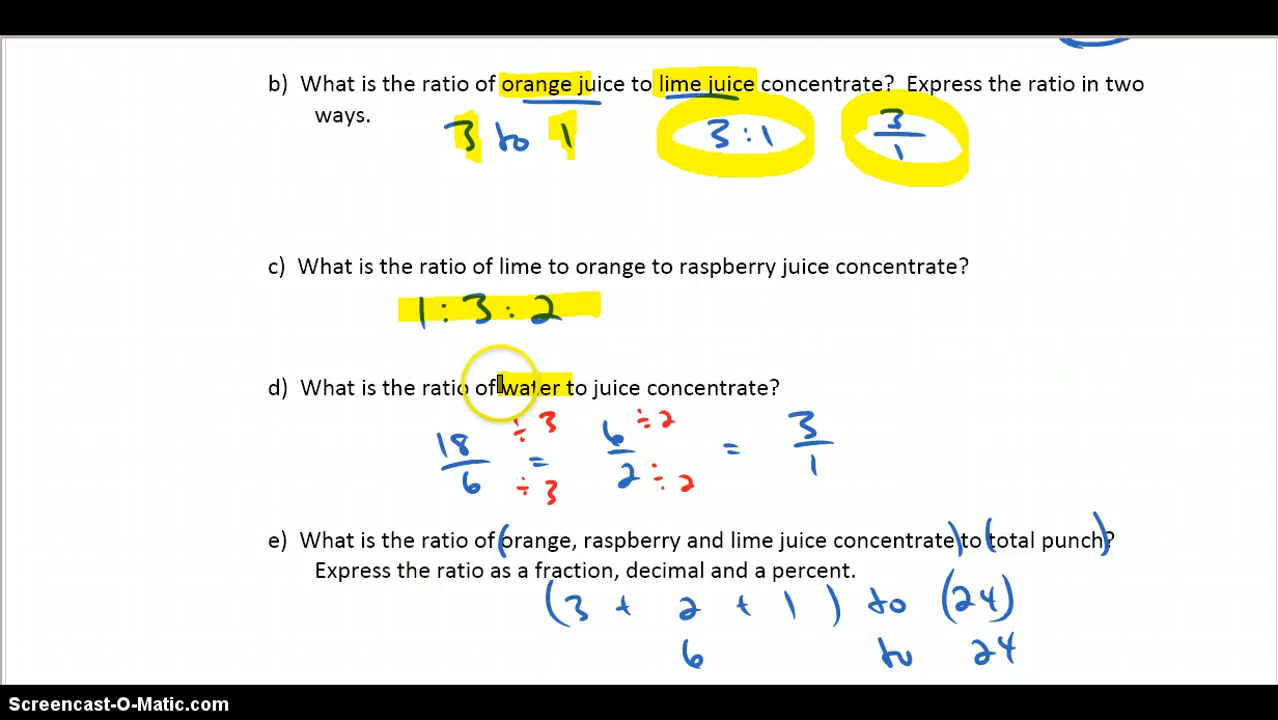 b) What is the ratio of orange juice to lime juice concentrate? Express the ratio in two
ways.
3 to 1 3:1 3/1
c) What is the ratio of lime to orange to raspberry juice concentrate?
1:3:2
d) What is the ratio of water to juice concentrate?
18/6 ÷3/÷3 = 6/2 ÷2/÷2 = 3/1
e) What is the ratio of (orange, raspberry and lime juice concentrate) to (total punch)?
Express the ratio as a fraction, decimal and a percent.
(3 + 2 + 1) to (24)
6 to 24
Screencast-O-Matic.com